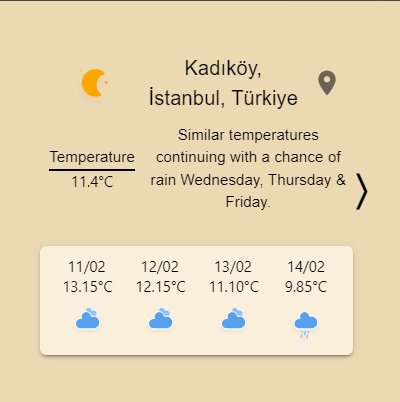 Kadıköy,
İstanbul, Türkiye
Similar temperatures
Temperature
continuing with a chance of
11.4°C
rain Wednesday, Thursday &
Friday.
11/02 12/02 13/02 14/02
13.15°C 12.15°C 11.10°C 9.85°C